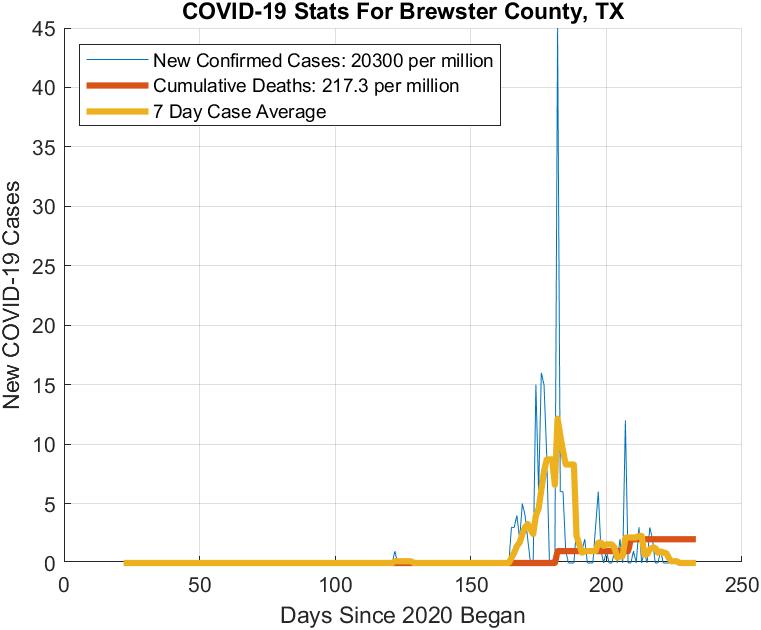 COVID-19 Stats For Brewster County, TX
New Confirmed Cases: 20300 per million
Cumulative Deaths: 217.3 per million
7 Day Case Average
New COVID-19 Cases
45
40
35
30
25
20
15
10
5
0
0 50 100 150 200 250
Days Since 2020 Began